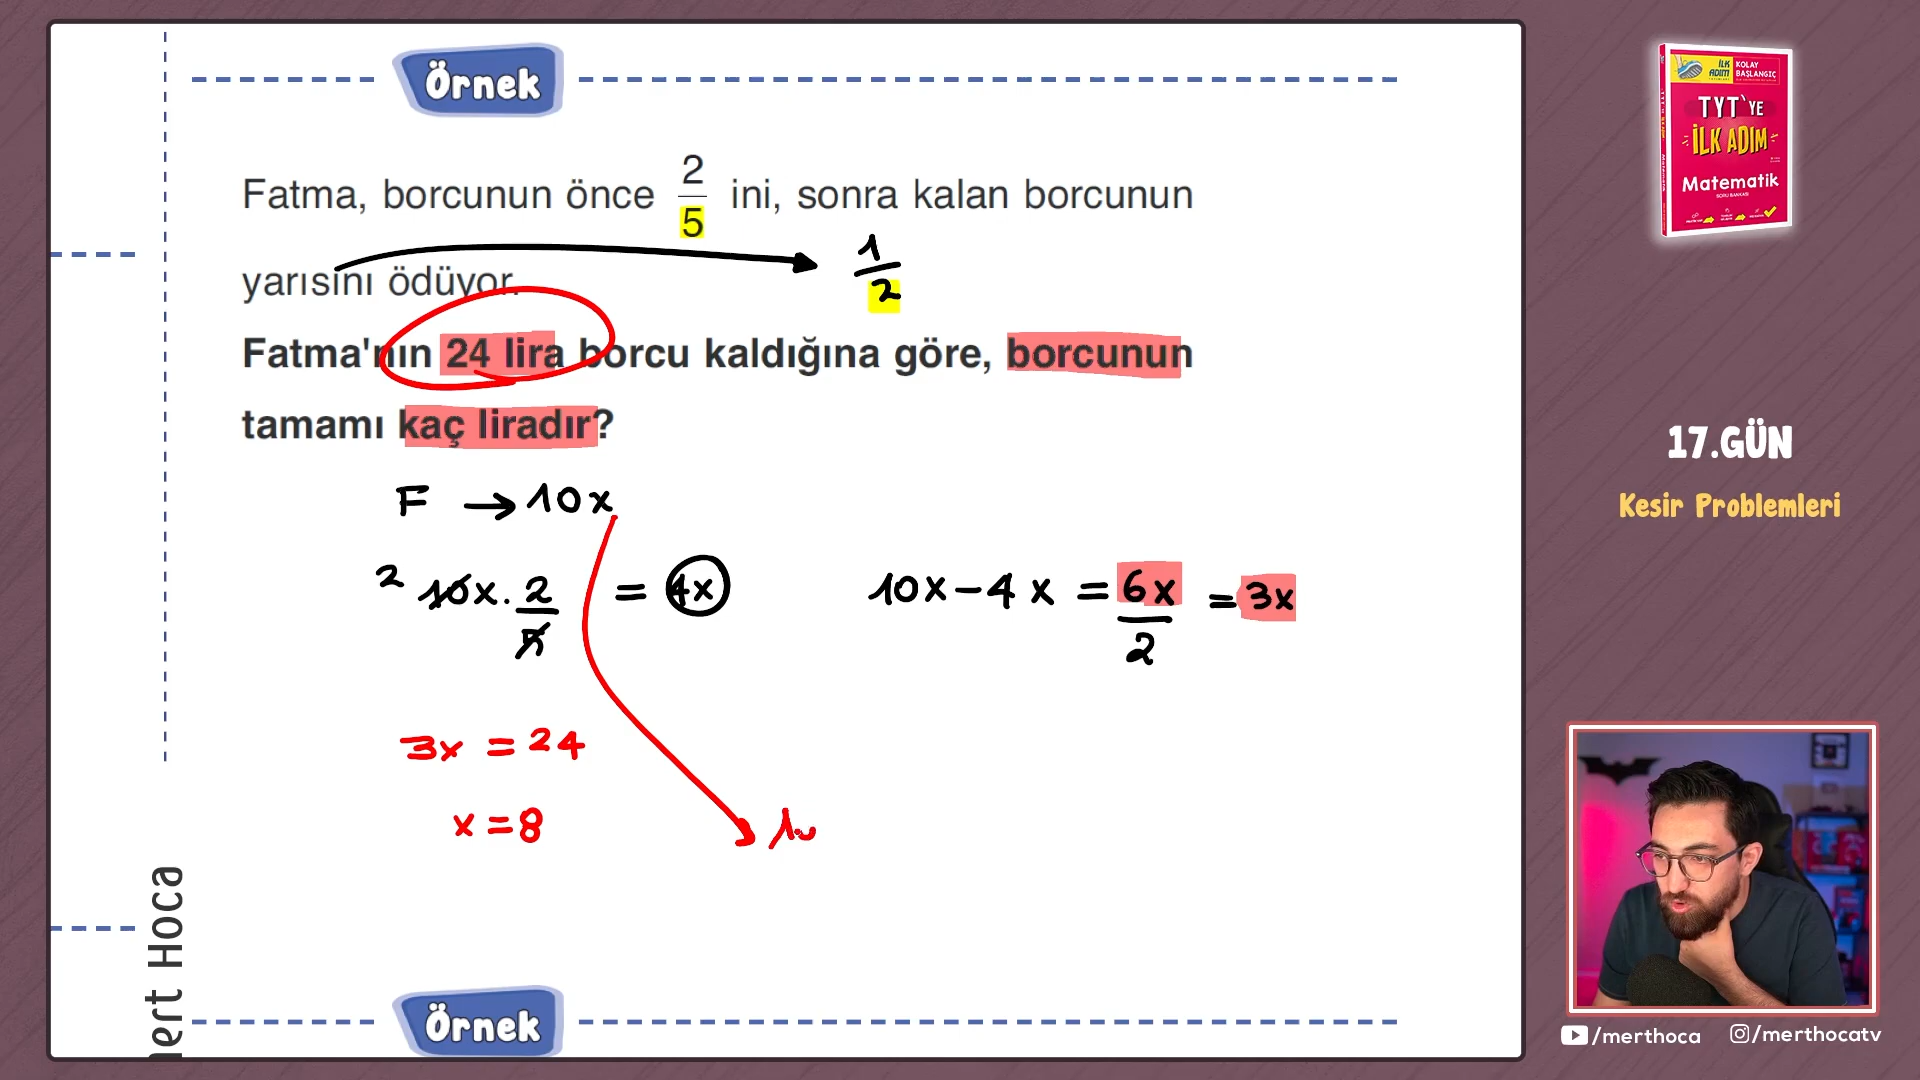 Örnek
Fatma, borcunun önce 2/5 ini, sonra kalan borcunun
yarısını ödüyor.
1/2
Fatma'nın 24 lira borcu kaldığına göre, borcunun
tamamı kaç liradır?
F → 10x
2 10x . 2/5 = 4x
10x - 4x = 6x/2 = 3x
3x = 24
x = 8
Örnek
Hoca
İLK ADIM
KOLAY BAŞLANGIÇ
TYT'YE
İLK ADIM
Matematik
SORU BANKASI
17.GÜN
Kesir Problemleri
/merthoca
/merthocatv